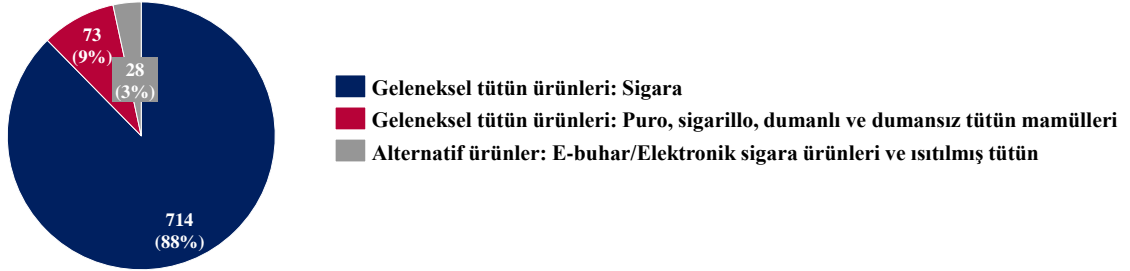 73
(9%)
28
(3%)
714
(88%)
Geleneksel tütün ürünleri: Sigara
Geleneksel tütün ürünleri: Puro, sigarillo, dumanlı ve dumansız tütün mamülleri
Alternatif ürünler: E-buhar/Elektronik sigara ürünleri ve ısıtılmış tütün